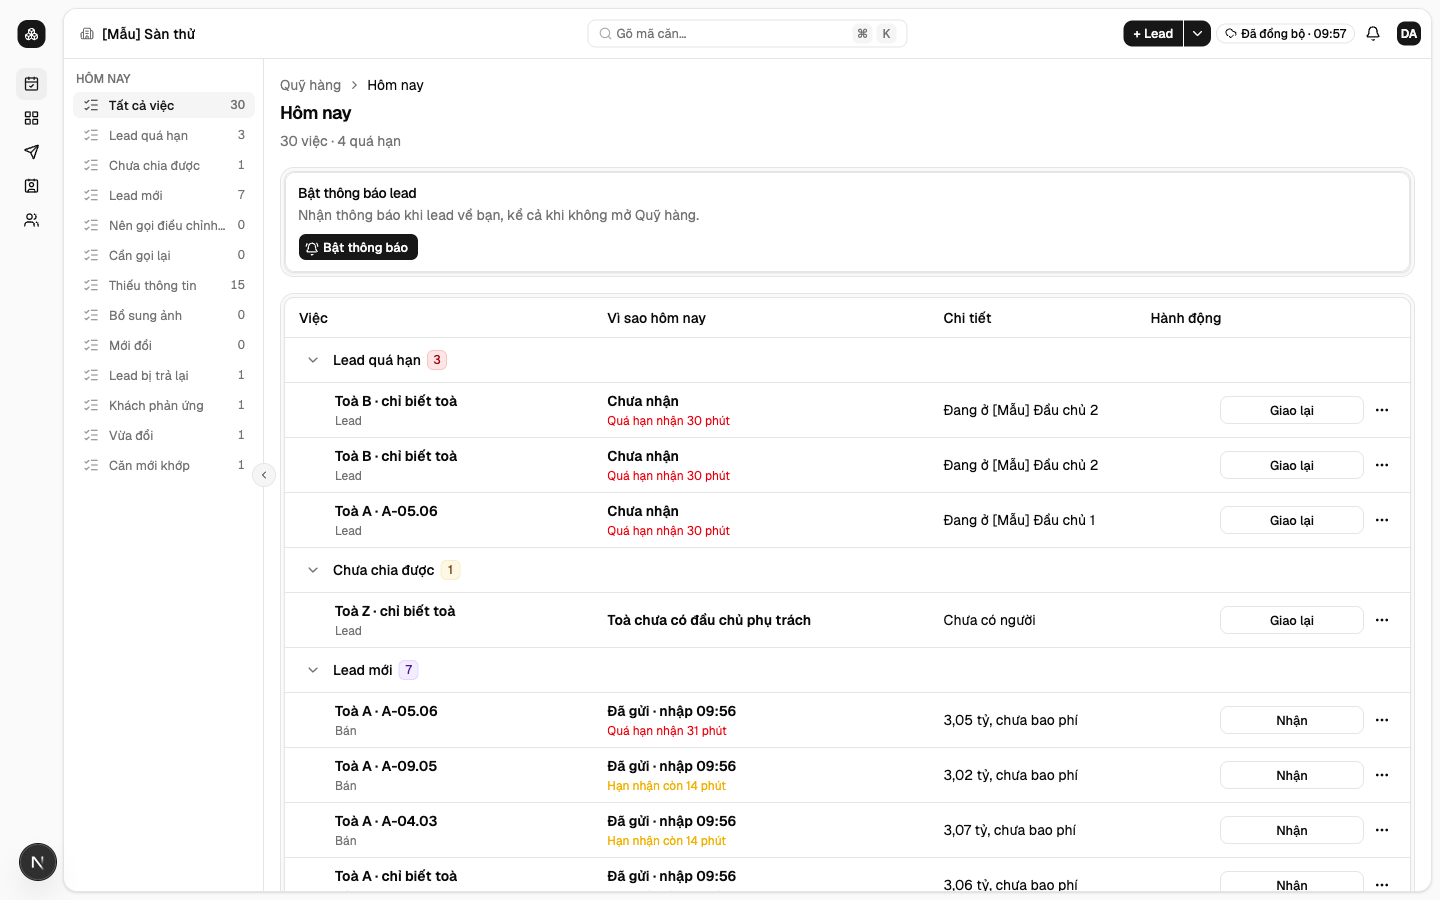 [Mẫu] Sàn thử
Gõ mã căn...
⌘ K
+ Lead
Đã đồng bộ · 09:57
DA
HÔM NAY
Tất cả việc 30
Lead quá hạn 3
Chưa chia được 1
Lead mới 7
Nên gọi điều chỉnh... 0
Cần gọi lại 0
Thiếu thông tin 15
Bổ sung ảnh 0
Mới đổi 0
Lead bị trả lại 1
Khách phản ứng 1
Vừa đổi 1
Căn mới khớp 1
N
Quỹ hàng > Hôm nay
Hôm nay
30 việc · 4 quá hạn
Bật thông báo lead
Nhận thông báo khi lead về bạn, kể cả khi không mở Quỹ hàng.
Bật thông báo
Việc Vì sao hôm nay Chi tiết Hành động
Lead quá hạn 3
Toà B · chỉ biết toà
Lead
Chưa nhận
Quá hạn nhận 30 phút
Đang ở [Mẫu] Đầu chủ 2
Giao lại
Toà B · chỉ biết toà
Lead
Chưa nhận
Quá hạn nhận 30 phút
Đang ở [Mẫu] Đầu chủ 2
Giao lại
Toà A · A-05.06
Lead
Chưa nhận
Quá hạn nhận 30 phút
Đang ở [Mẫu] Đầu chủ 1
Giao lại
Chưa chia được 1
Toà Z · chỉ biết toà
Lead
Toà chưa có đầu chủ phụ trách
Chưa có người
Giao lại
Lead mới 7
Toà A · A-05.06
Bán
Đã gửi · nhập 09:56
Quá hạn nhận 31 phút
3,05 tỷ, chưa bao phí
Nhận
Toà A · A-09.05
Bán
Đã gửi · nhập 09:56
Hạn nhận còn 14 phút
3,02 tỷ, chưa bao phí
Nhận
Toà A · A-04.03
Bán
Đã gửi · nhập 09:56
Hạn nhận còn 14 phút
3,07 tỷ, chưa bao phí
Nhận
Toà A · chỉ biết toà
Đã gửi · nhập 09:56
3,06 tỷ, chưa bao phí
Nhận